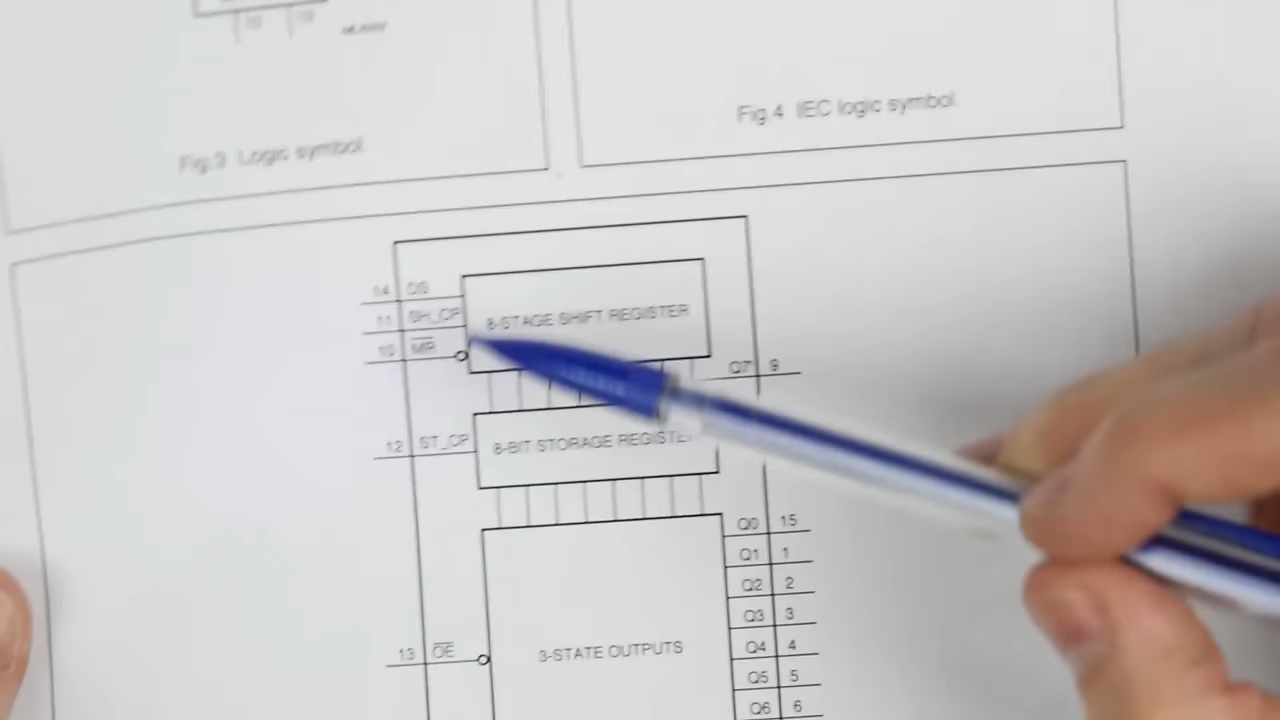 Fig.3 Logic symbol.
Fig.4 IEC logic symbol.
14 DS
11 SH_CP
10 MR
8-STAGE SHIFT REGISTER
Q7' 9
12 ST_CP
8-BIT STORAGE REGISTER
Q0 15
Q1 1
Q2 2
Q3 3
Q4 4
Q5 5
Q6 6
13 OE
3-STATE OUTPUTS